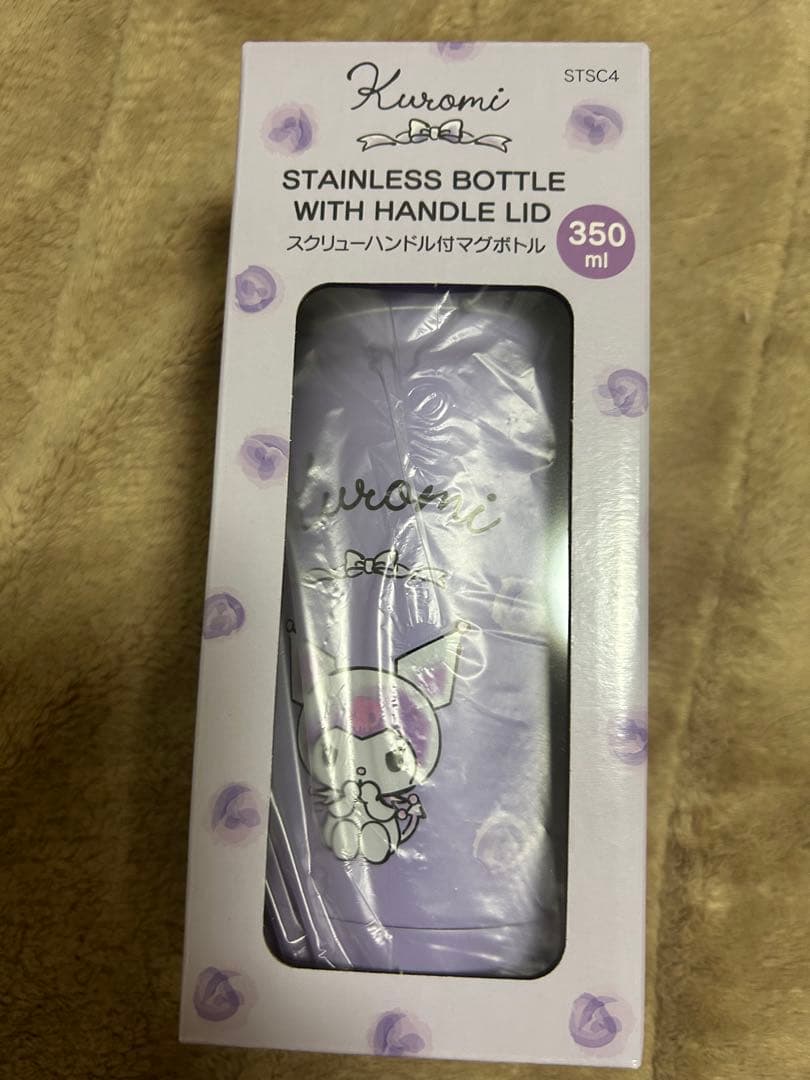 Kuromi
STSC4
STAINLESS BOTTLE
WITH HANDLE LID
スクリューハンドル付マグボトル
350
ml
Kuromi